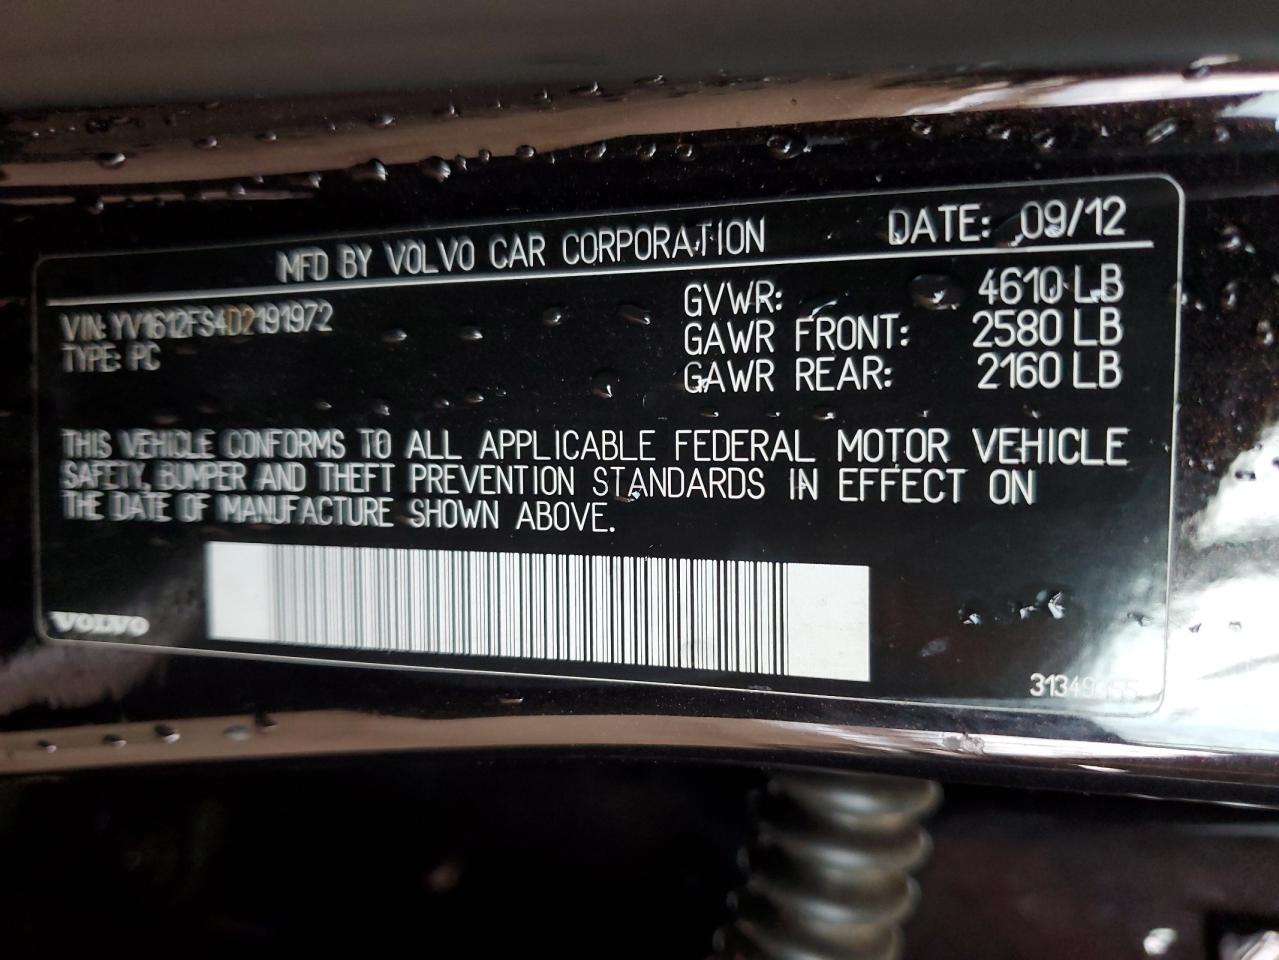 MFD BY VOLVO CAR CORPORATION DATE: 09/12
VIN: YV1612FS4D2191972
TYPE: PC
GVWR: 4610 LB
GAWR FRONT: 2580 LB
GAWR REAR: 2160 LB
THIS VEHICLE CONFORMS TO ALL APPLICABLE FEDERAL MOTOR VEHICLE
SAFETY, BUMPER AND THEFT PREVENTION STANDARDS IN EFFECT ON
THE DATE OF MANUFACTURE SHOWN ABOVE.
VOLVO